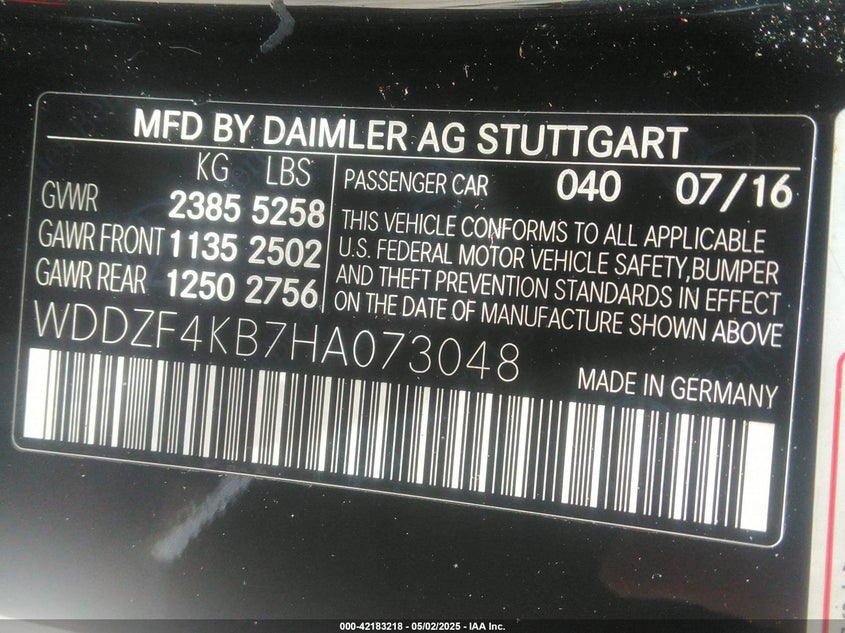 MFD BY DAIMLER AG STUTTGART
KG LBS
GVWR 2385 5258
GAWR FRONT 1135 2502
GAWR REAR 1250 2756
PASSENGER CAR 040 07/16
THIS VEHICLE CONFORMS TO ALL APPLICABLE
U.S. FEDERAL MOTOR VEHICLE SAFETY,BUMPER
AND THEFT PREVENTION STANDARDS IN EFFECT
ON THE DATE OF MANUFACTURE SHOWN ABOVE
WDDZF4KB7HA073048
MADE IN GERMANY
000-42183218 - 05/02/2025 - IAA Inc.